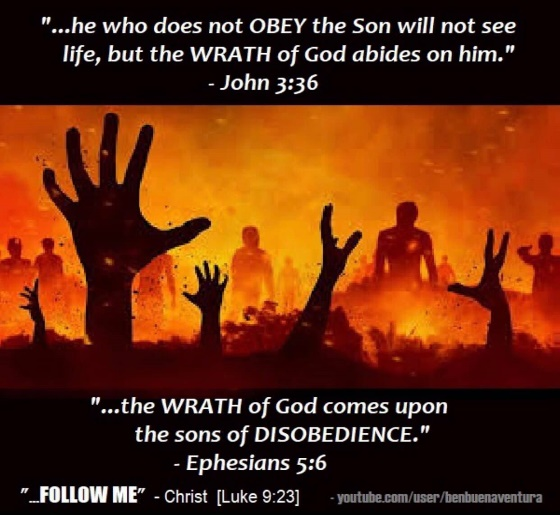 "...he who does not OBEY the Son will not see
life, but the WRATH of God abides on him."
- John 3:36
"...the WRATH of God comes upon
the sons of DISOBEDIENCE."
- Ephesians 5:6
"...FOLLOW ME" - Christ [Luke 9:23] - youtube.com/user/benbuenaventura